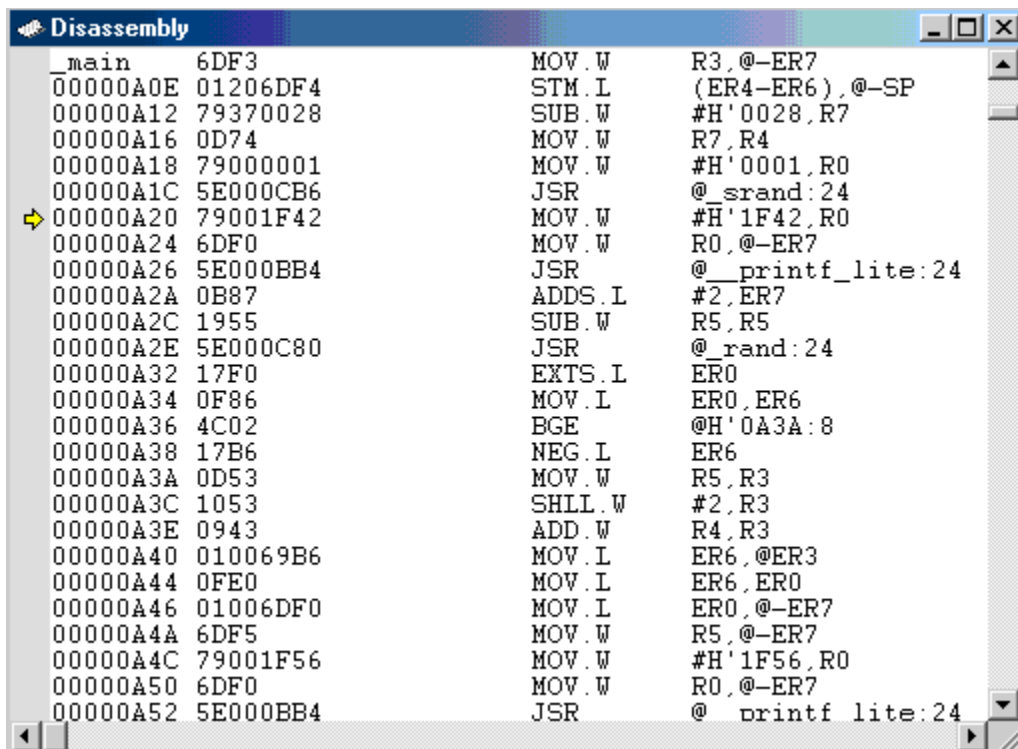 Disassembly
_main 6DF3 MOV.W R3,@-ER7
00000A0E 01206DF4 STM.L (ER4-ER6),@-SP
00000A12 79370028 SUB.W #H'0028,R7
00000A16 0D74 MOV.W R7,R4
00000A18 79000001 MOV.W #H'0001,R0
00000A1C 5E000CB6 JSR @_srand:24
00000A20 79001F42 MOV.W #H'1F42,R0
00000A24 6DF0 MOV.W R0,@-ER7
00000A26 5E000BB4 JSR @__printf_lite:24
00000A2A 0B87 ADDS.L #2,ER7
00000A2C 1955 SUB.W R5,R5
00000A2E 5E000C80 JSR @_rand:24
00000A32 17F0 EXTS.L ER0
00000A34 0F86 MOV.L ER0,ER6
00000A36 4C02 BGE @H'0A3A:8
00000A38 17B6 NEG.L ER6
00000A3A 0D53 MOV.W R5,R3
00000A3C 1053 SHLL.W #2,R3
00000A3E 0943 ADD.W R4,R3
00000A40 010069B6 MOV.L ER6,@ER3
00000A44 0FE0 MOV.L ER6,ER0
00000A46 01006DF0 MOV.L ER0,@-ER7
00000A4A 6DF5 MOV.W R5,@-ER7
00000A4C 79001F56 MOV.W #H'1F56,R0
00000A50 6DF0 MOV.W R0,@-ER7
00000A52 5E000BB4 JSR @__printf_lite:24